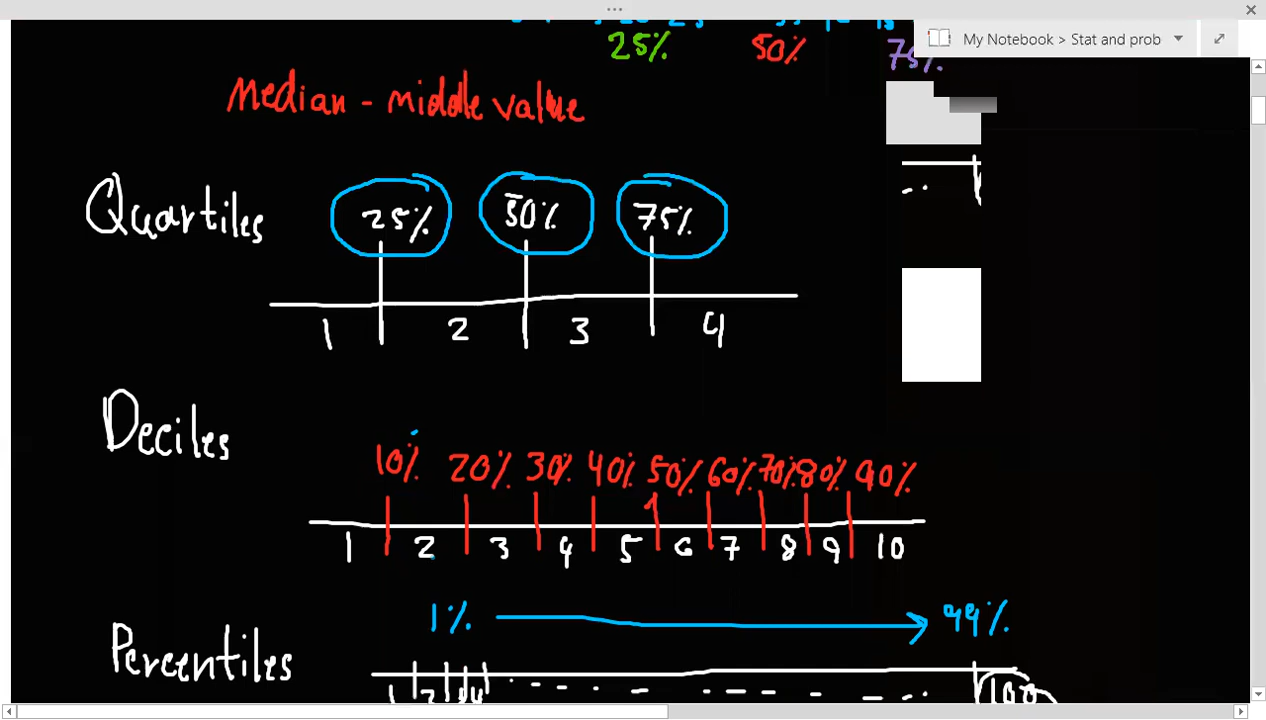 25% 50% 75%
My Notebook > Stat and prob
Median - middle value
Quartiles
25% 50% 75%
1 2 3 4
Deciles
10% 20% 30% 40% 50% 60% 70% 80% 90%
1 2 3 4 5 6 7 8 9 10
1% 99%
Percentiles
1 2 100